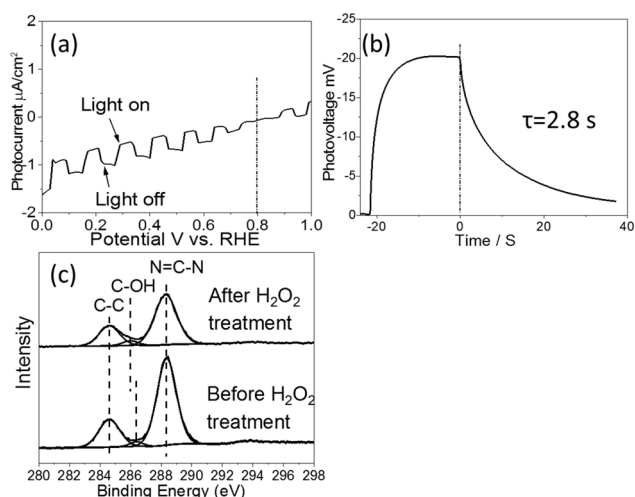 (a)
2
1
0
-1
-2
Photocurrent μA/cm²
Light on
Light off
0.0 0.2 0.4 0.6 0.8 1.0
Potential V vs. RHE
(b)
-25
-20
-15
-10
-5
0
Photovoltage mV
τ=2.8 s
-20 0 20 40
Time / S
(c)
N=C-N
C-OH
C-C
After H₂O₂
treatment
Before H₂O₂
treatment
Intensity
280 282 284 286 288 290 292 294 296 298
Binding Energy (eV)